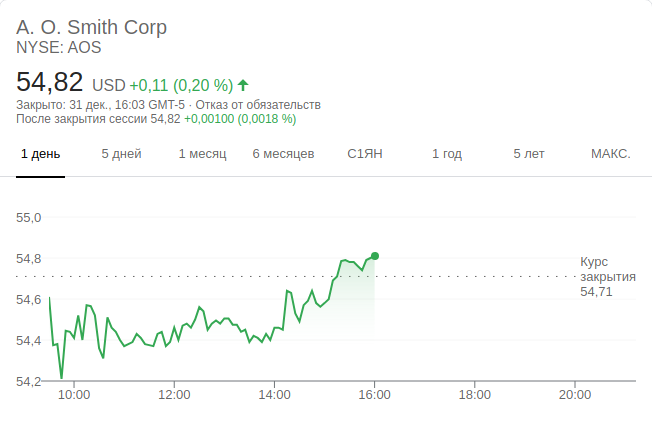 A. O. Smith Corp
NYSE: AOS
54,82 USD +0,11 (0,20 %)
Закрыто: 31 дек., 16:03 GMT-5 · Отказ от обязательств
После закрытия сессии 54,82 +0,00100 (0,0018 %)
1 день 5 дней 1 месяц 6 месяцев С1ЯН 1 год 5 лет МАКС.
55,0
54,8
Курс
закрытия
54,71
54,6
54,4
54,2
10:00 12:00 14:00 16:00 18:00 20:00